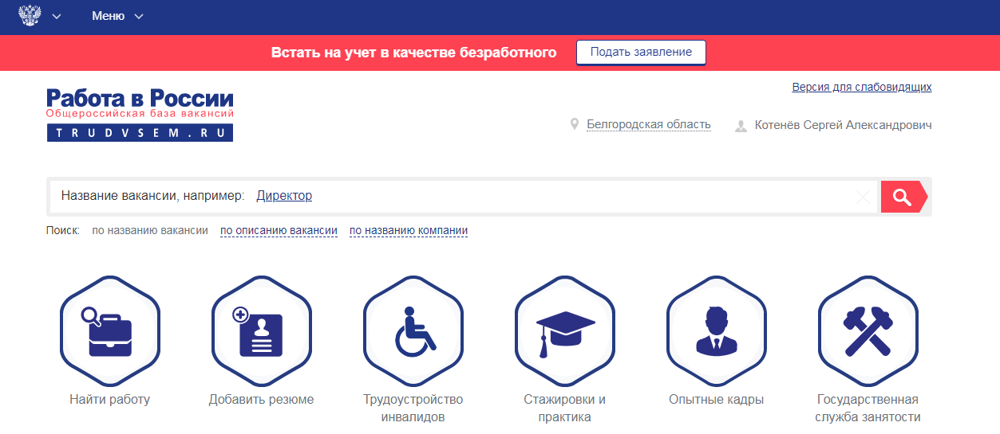 Меню
Встать на учет в качестве безработного Подать заявление
Версия для слабовидящих
Работа в России
Общероссийская база вакансий
TRUDVSEM.RU
Белгородская область Котенёв Сергей Александрович
Название вакансии, например: Директор
Поиск: по названию вакансии по описанию вакансии по названию компании
Найти работу
Добавить резюме
Трудоустройство
инвалидов
Стажировки и
практика
Опытные кадры
Государственная
служба занятости